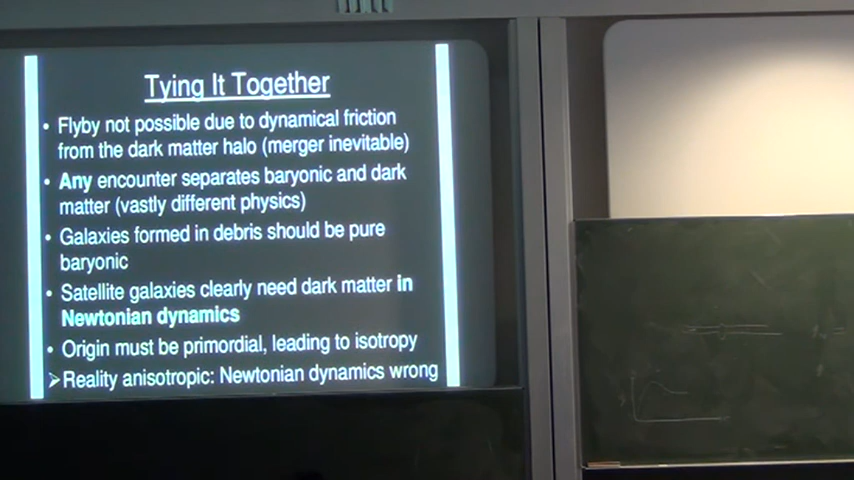 Tying It Together
• Flyby not possible due to dynamical friction
from the dark matter halo (merger inevitable)
• Any encounter separates baryonic and dark
matter (vastly different physics)
• Galaxies formed in debris should be pure
baryonic
• Satellite galaxies clearly need dark matter in
Newtonian dynamics
• Origin must be primordial, leading to isotropy
➢Reality anisotropic: Newtonian dynamics wrong